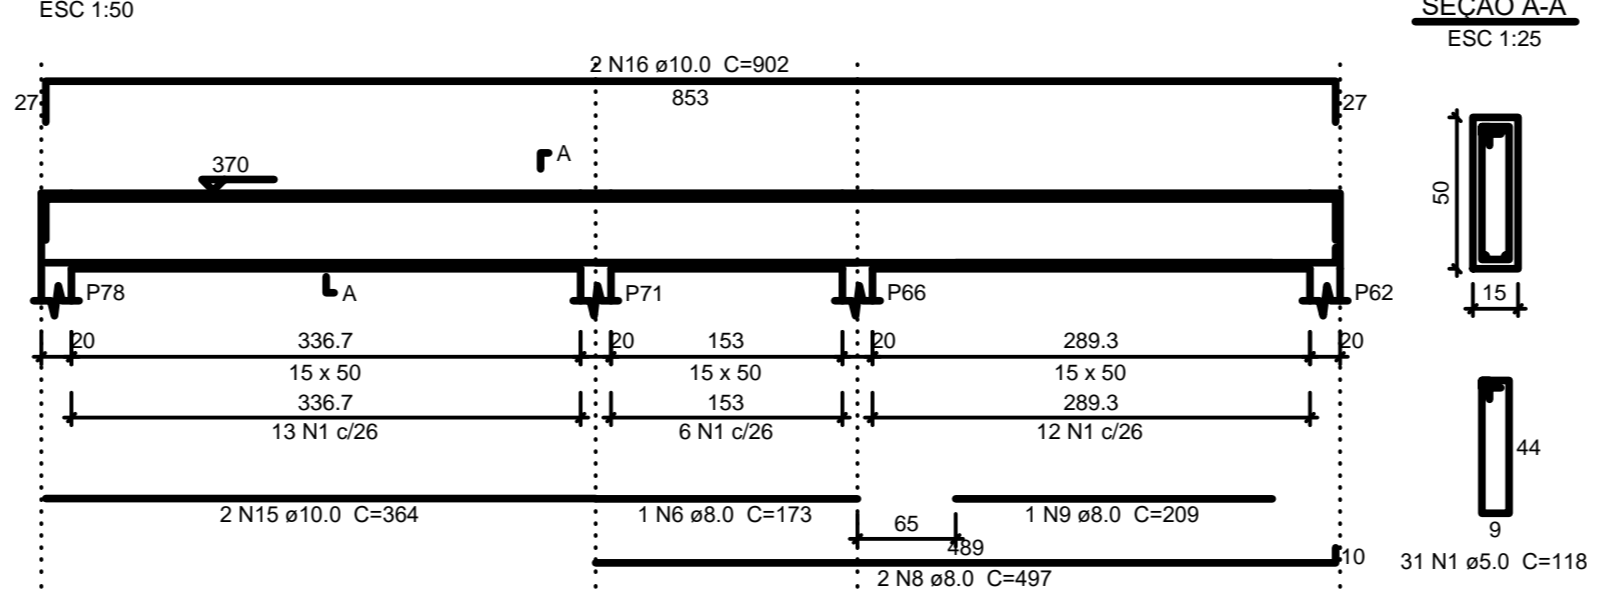 ESC 1:50
SEÇÃO A-A
ESC 1:25
2 N16 ø10.0 C=902
27
853
27
A
370
50
A
P78
P71
P66
P62
15
20
336.7
20
153
20
289.3
20
15 x 50
15 x 50
15 x 50
336.7
153
289.3
13 N1 c/26
6 N1 c/26
12 N1 c/26
44
2 N15 ø10.0 C=364
1 N6 ø8.0 C=173
65
1 N9 ø8.0 C=209
9
489
10
31 N1 ø5.0 C=118
2 N8 ø8.0 C=497